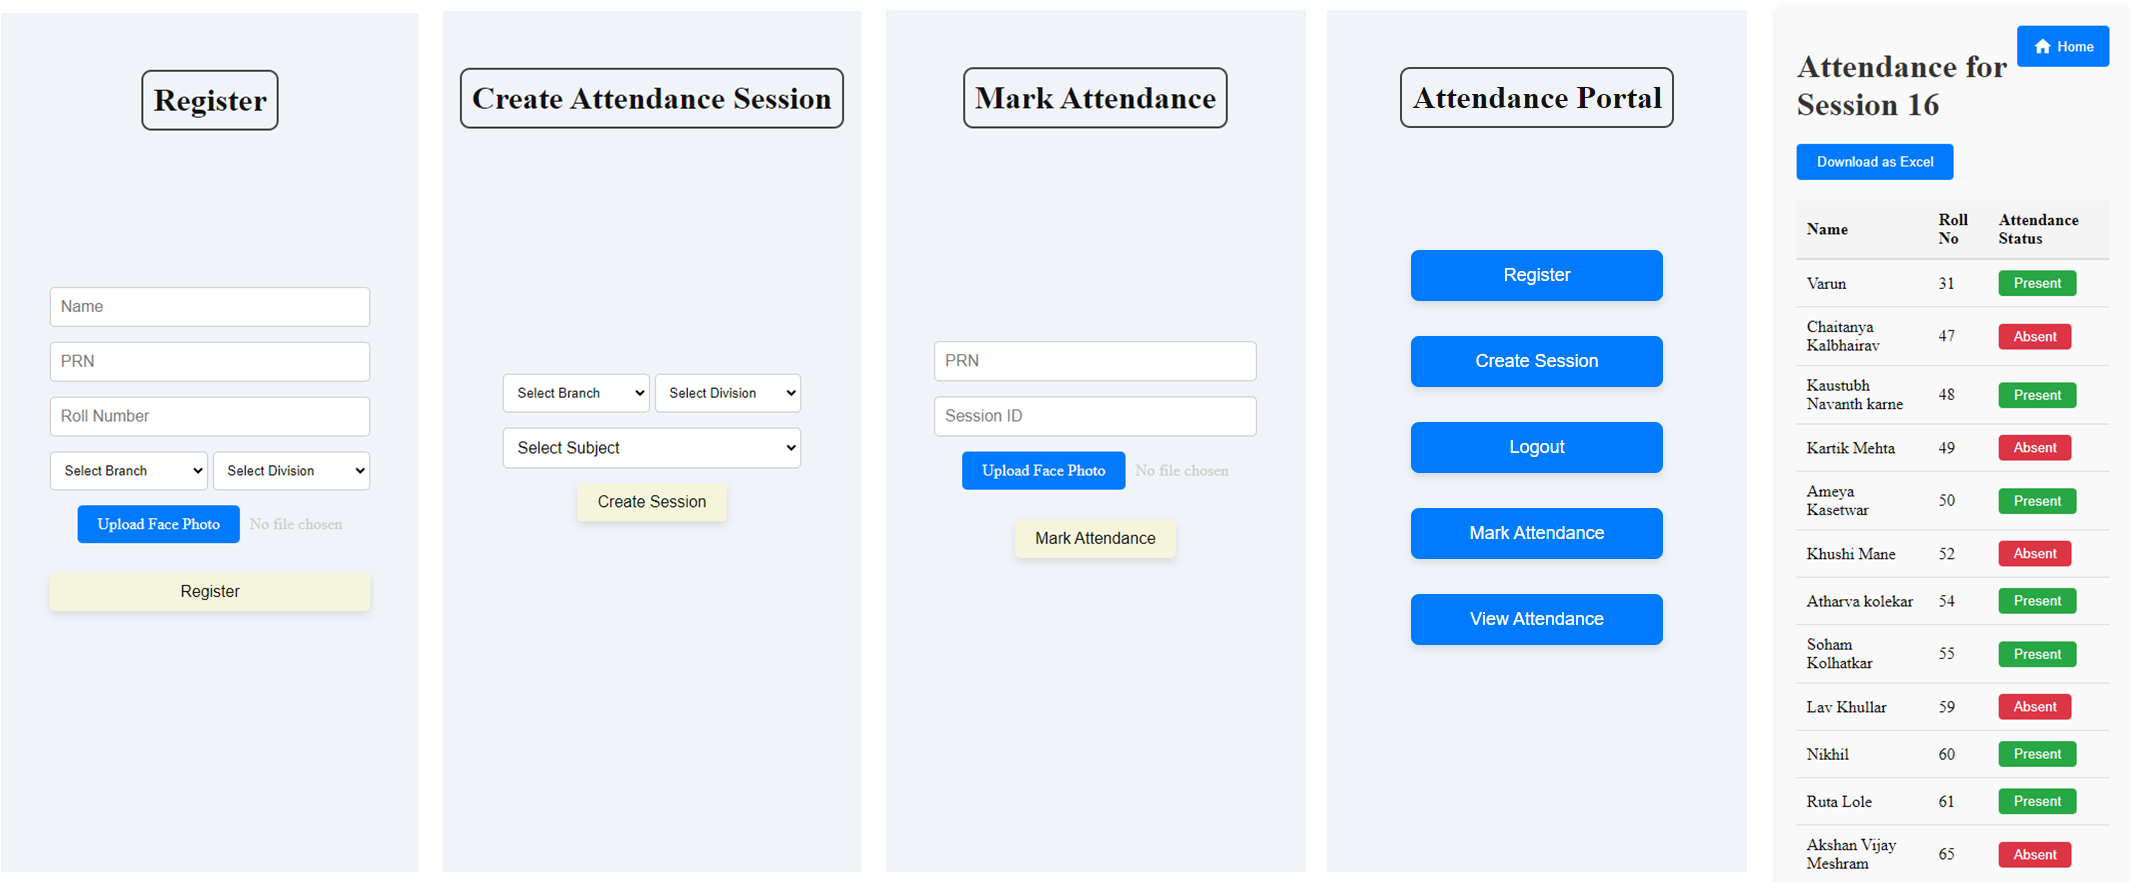 Register
Name
PRN
Roll Number
Select Branch Select Division
Upload Face Photo No file chosen
Register
Create Attendance Session
Select Branch Select Division
Select Subject
Create Session
Mark Attendance
PRN
Session ID
Upload Face Photo No file chosen
Mark Attendance
Attendance Portal
Register
Create Session
Logout
Mark Attendance
View Attendance
Home
Attendance for
Session 16
Download as Excel
Name Roll No Attendance Status
Varun 31 Present
Chaitanya
Kalbhairav 47 Absent
Kaustubh
Navanth karne 48 Present
Kartik Mehta 49 Absent
Ameya
Kasetwar 50 Present
Khushi Mane 52 Absent
Atharva kolekar 54 Present
Soham
Kolhatkar 55 Present
Lav Khullar 59 Absent
Nikhil 60 Present
Ruta Lole 61 Present
Akshan Vijay
Meshram 65 Absent